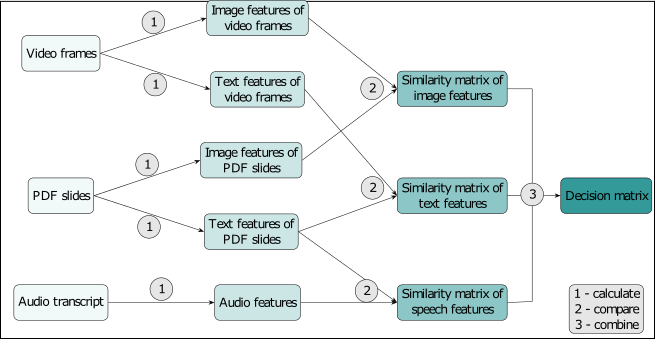 Image features of
video frames
1
Video frames
1
Text features of
video frames
2
Similarity matrix of
image features
Image features of
PDF slides
1
PDF slides
1
Text features of
PDF slides
2
Similarity matrix of
text features
3
Decision matrix
Audio transcript
1
Audio features
2
Similarity matrix of
speech features
1 - calculate
2 - compare
3 - combine